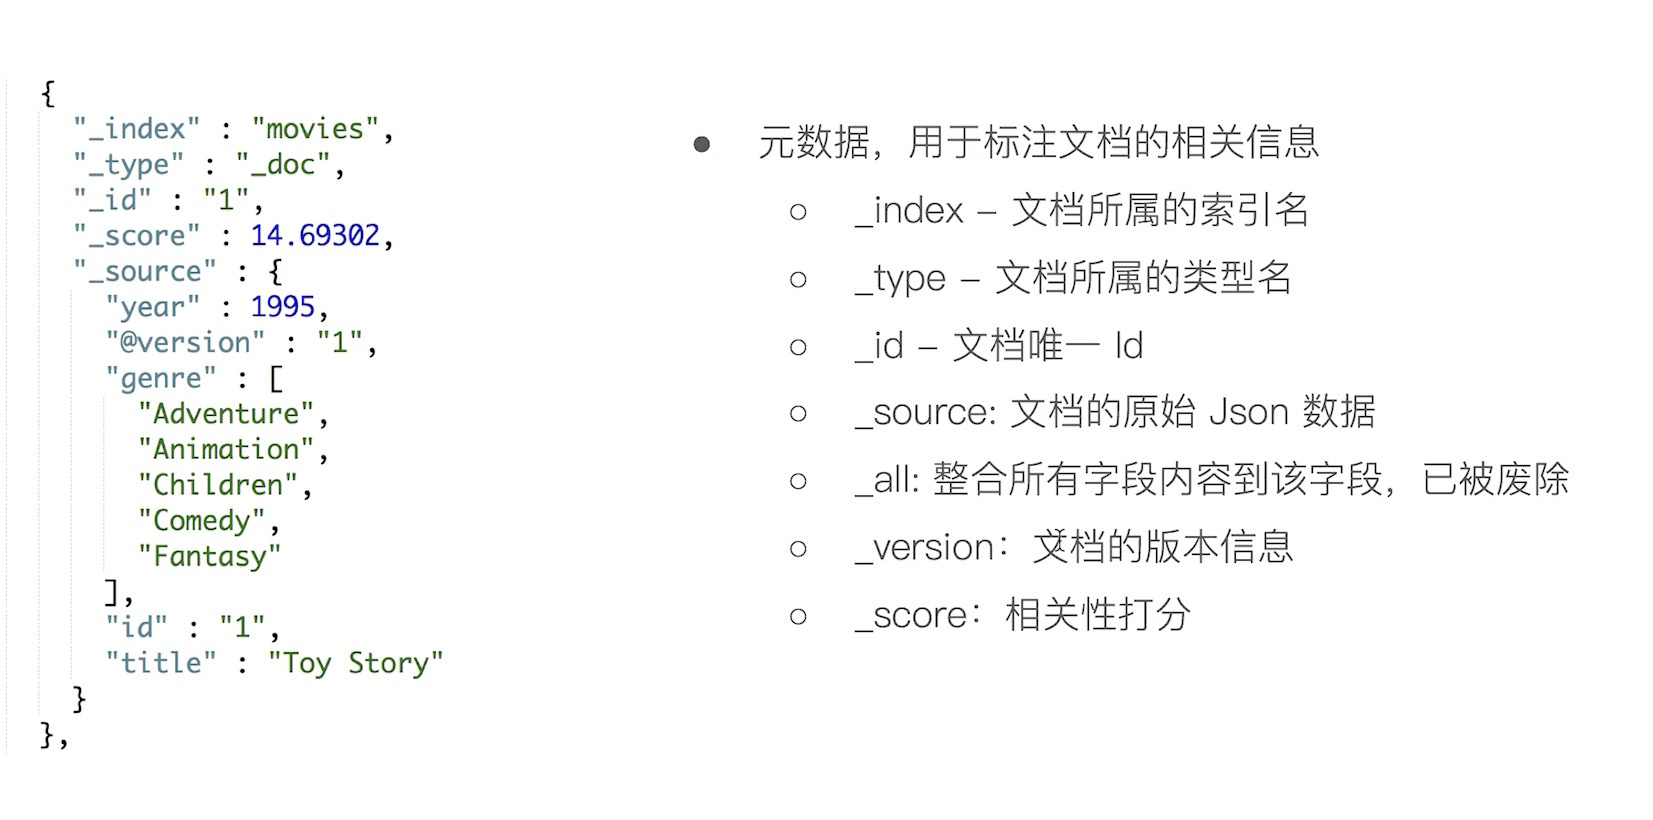 {
"_index" : "movies",
"_type" : "_doc",
"_id" : "1",
"_score" : 14.69302,
"_source" : {
"year" : 1995,
"@version" : "1",
"genre" : [
"Adventure",
"Animation",
"Children",
"Comedy",
"Fantasy"
],
"id" : "1",
"title" : "Toy Story"
}
},
● 元数据，用于标注文档的相关信息
○ _index – 文档所属的索引名
○ _type – 文档所属的类型名
○ _id – 文档唯一 Id
○ _source: 文档的原始 Json 数据
○ _all: 整合所有字段内容到该字段，已被废除
○ _version：文档的版本信息
○ _score：相关性打分